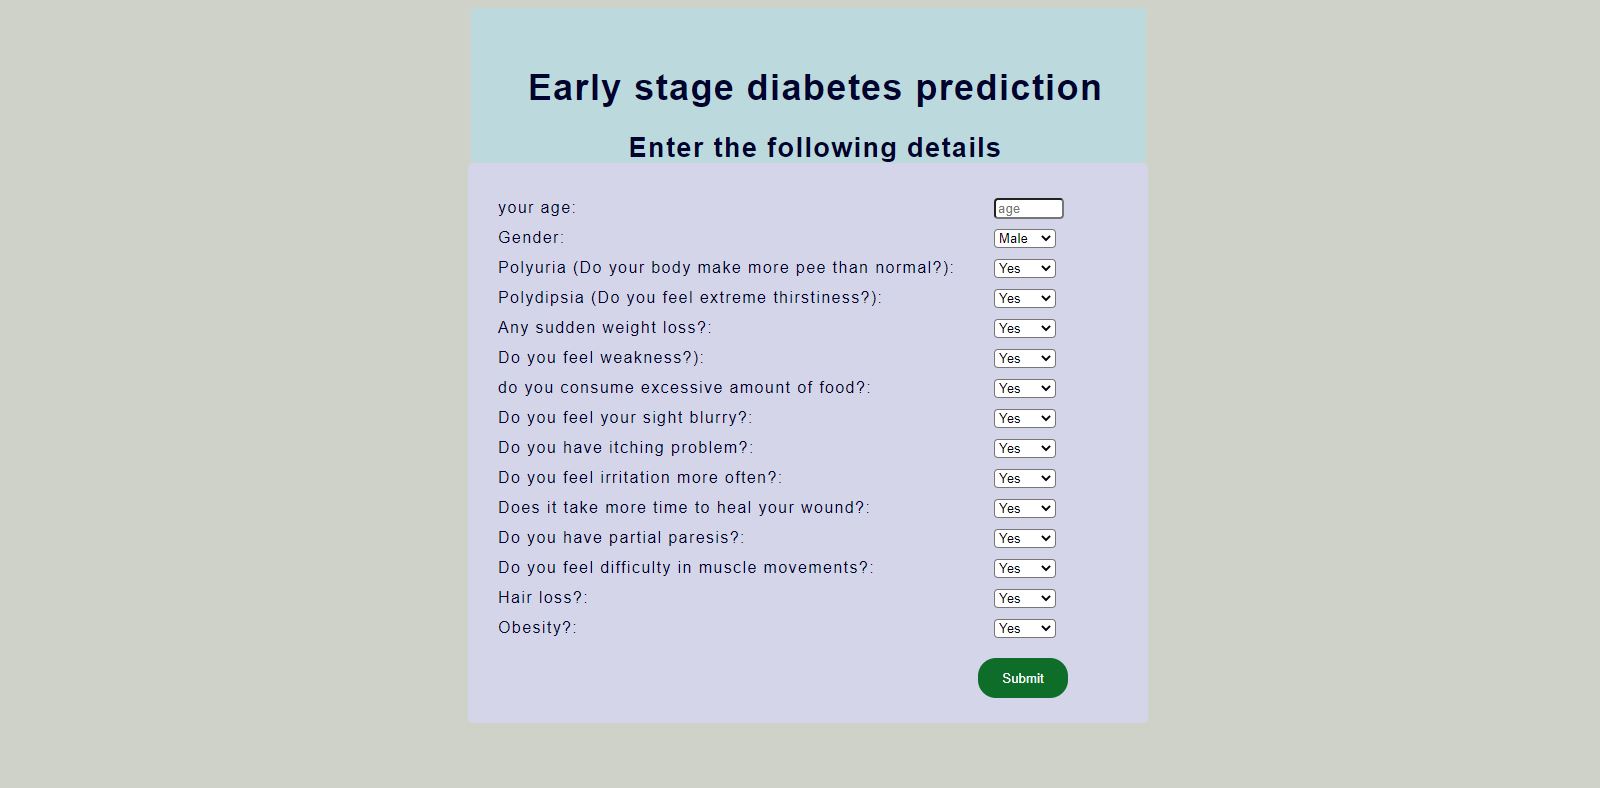 Early stage diabetes prediction
Enter the following details
your age: age
Gender: Male
Polyuria (Do your body make more pee than normal?): Yes
Polydipsia (Do you feel extreme thirstiness?): Yes
Any sudden weight loss?: Yes
Do you feel weakness?): Yes
do you consume excessive amount of food?: Yes
Do you feel your sight blurry?: Yes
Do you have itching problem?: Yes
Do you feel irritation more often?: Yes
Does it take more time to heal your wound?: Yes
Do you have partial paresis?: Yes
Do you feel difficulty in muscle movements?: Yes
Hair loss?: Yes
Obesity?: Yes
Submit